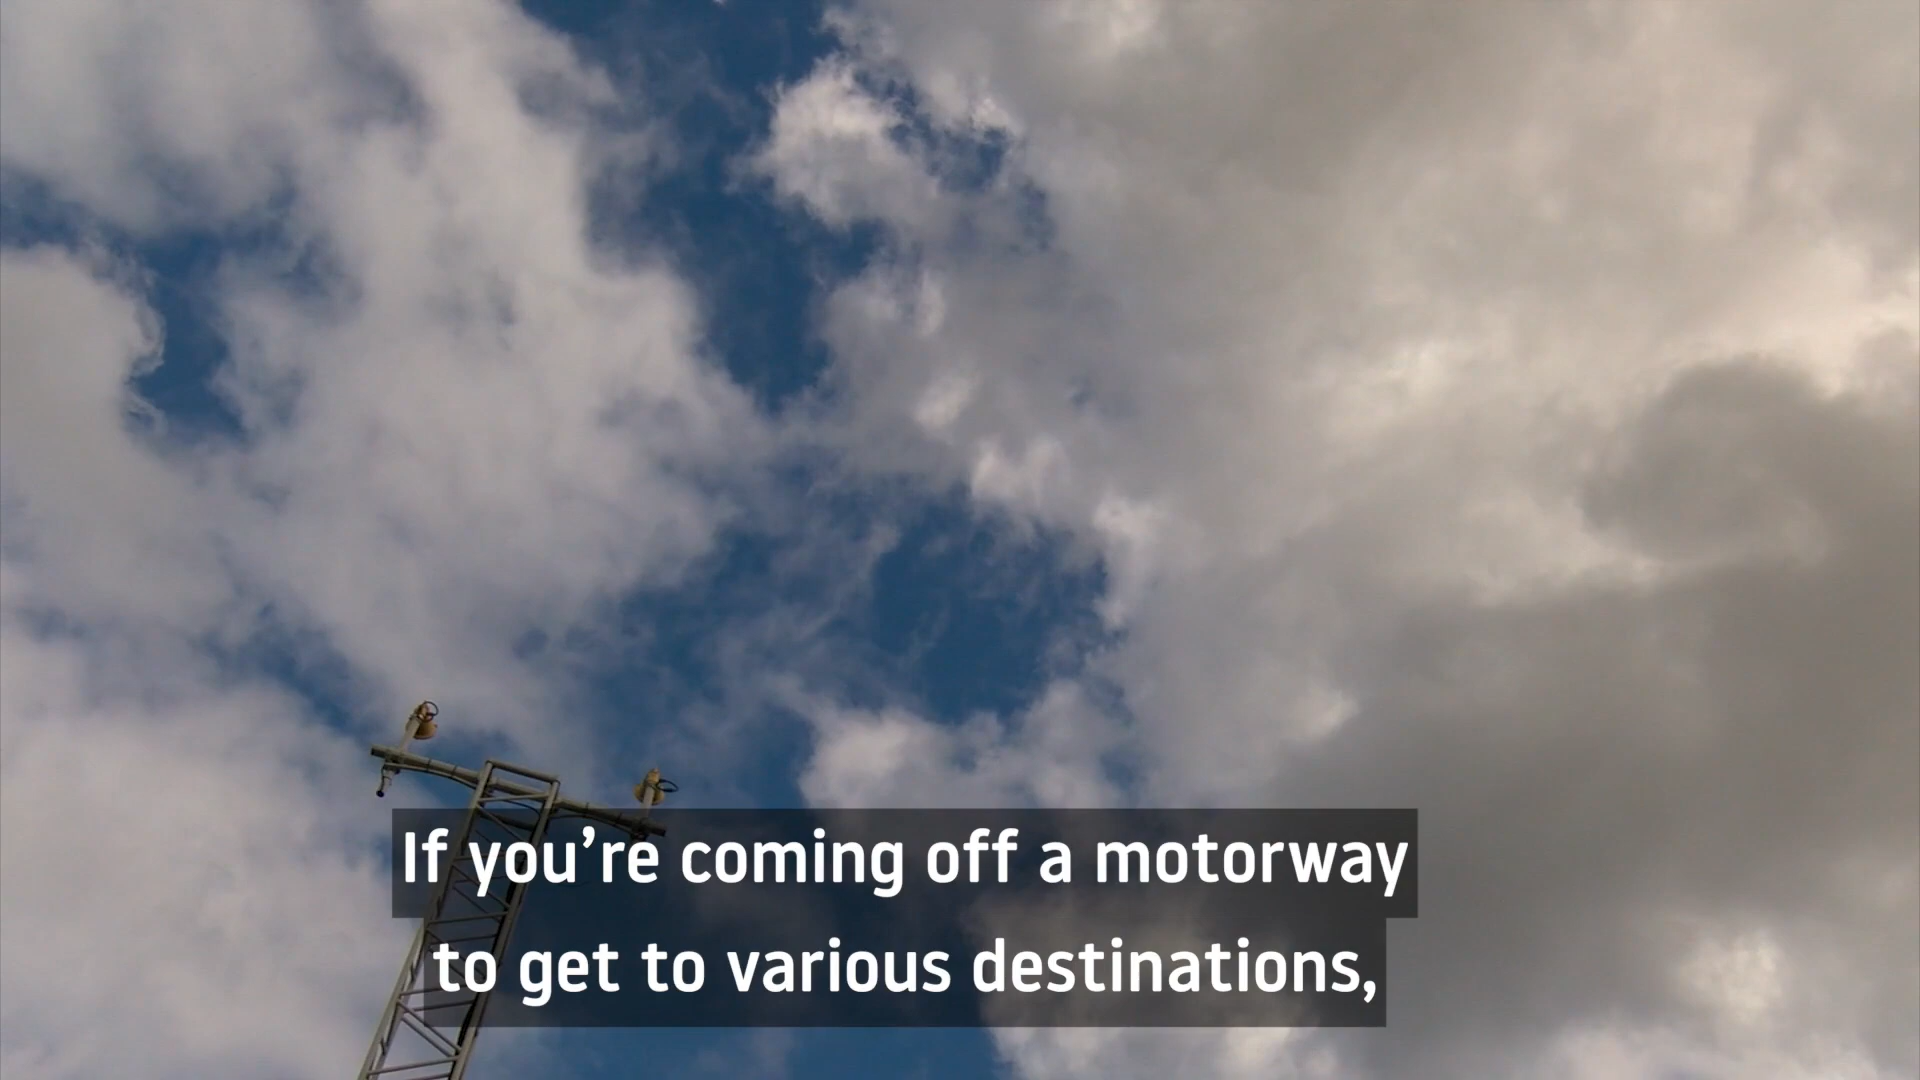 If you’re coming off a motorway
to get to various destinations,